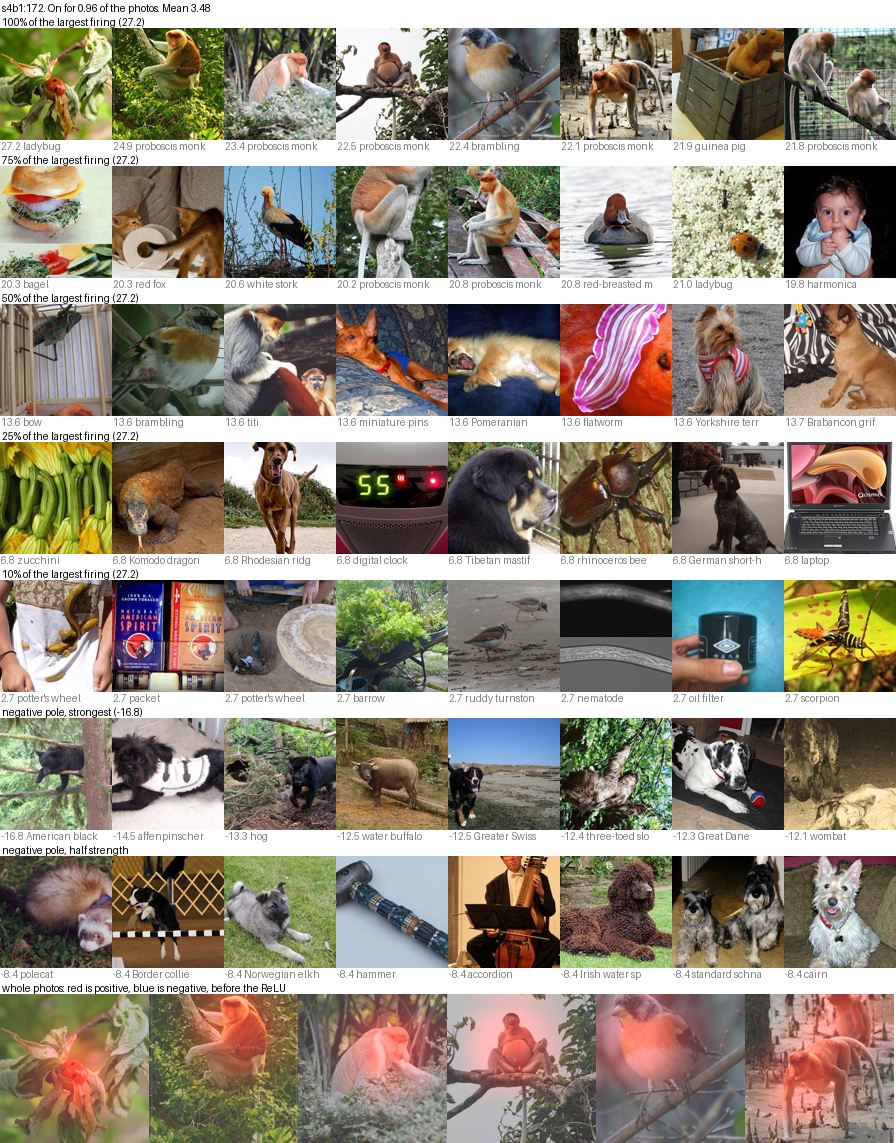 s4b1:172. On for 0.96 of the photos. Mean 3.48
100% of the largest firing (27.2)
27.2 ladybug 24.9 proboscis monk 23.4 proboscis monk 22.5 proboscis monk 22.4 brambling 22.1 proboscis monk 21.9 guinea pig 21.8 proboscis monk
75% of the largest firing (27.2)
20.3 bagel 20.3 red fox 20.6 white stork 20.2 proboscis monk 20.8 proboscis monk 20.8 red-breasted m 21.0 ladybug 19.8 harmonica
50% of the largest firing (27.2)
13.6 bow 13.6 brambling 13.6 titi 13.6 miniature pins 13.6 Pomeranian 13.6 flatworm 13.6 Yorkshire terr 13.7 Brabancon grif
25% of the largest firing (27.2)
55
Qosmio
6.8 zucchini 6.8 Komodo dragon 6.8 Rhodesian ridg 6.8 digital clock 6.8 Tibetan mastif 6.8 rhinoceros bee 6.8 German short-h 6.8 laptop
10% of the largest firing (27.2)
NATURAL
AMERICAN
SPIRIT
2.7 potter's wheel 2.7 packet 2.7 potter's wheel 2.7 barrow 2.7 ruddy turnston 2.7 nematode 2.7 oil filter 2.7 scorpion
negative pole, strongest (-16.8)
-16.8 American black -14.5 affenpinscher -13.3 hog -12.5 water buffalo -12.5 Greater Swiss -12.4 three-toed slo -12.3 Great Dane -12.1 wombat
negative pole, half strength
-8.4 polecat -8.4 Border collie -8.4 Norwegian elkh -8.4 hammer -8.4 accordion -8.4 Irish water sp -8.4 standard schna -8.4 cairn
whole photos: red is positive, blue is negative, before the ReLU